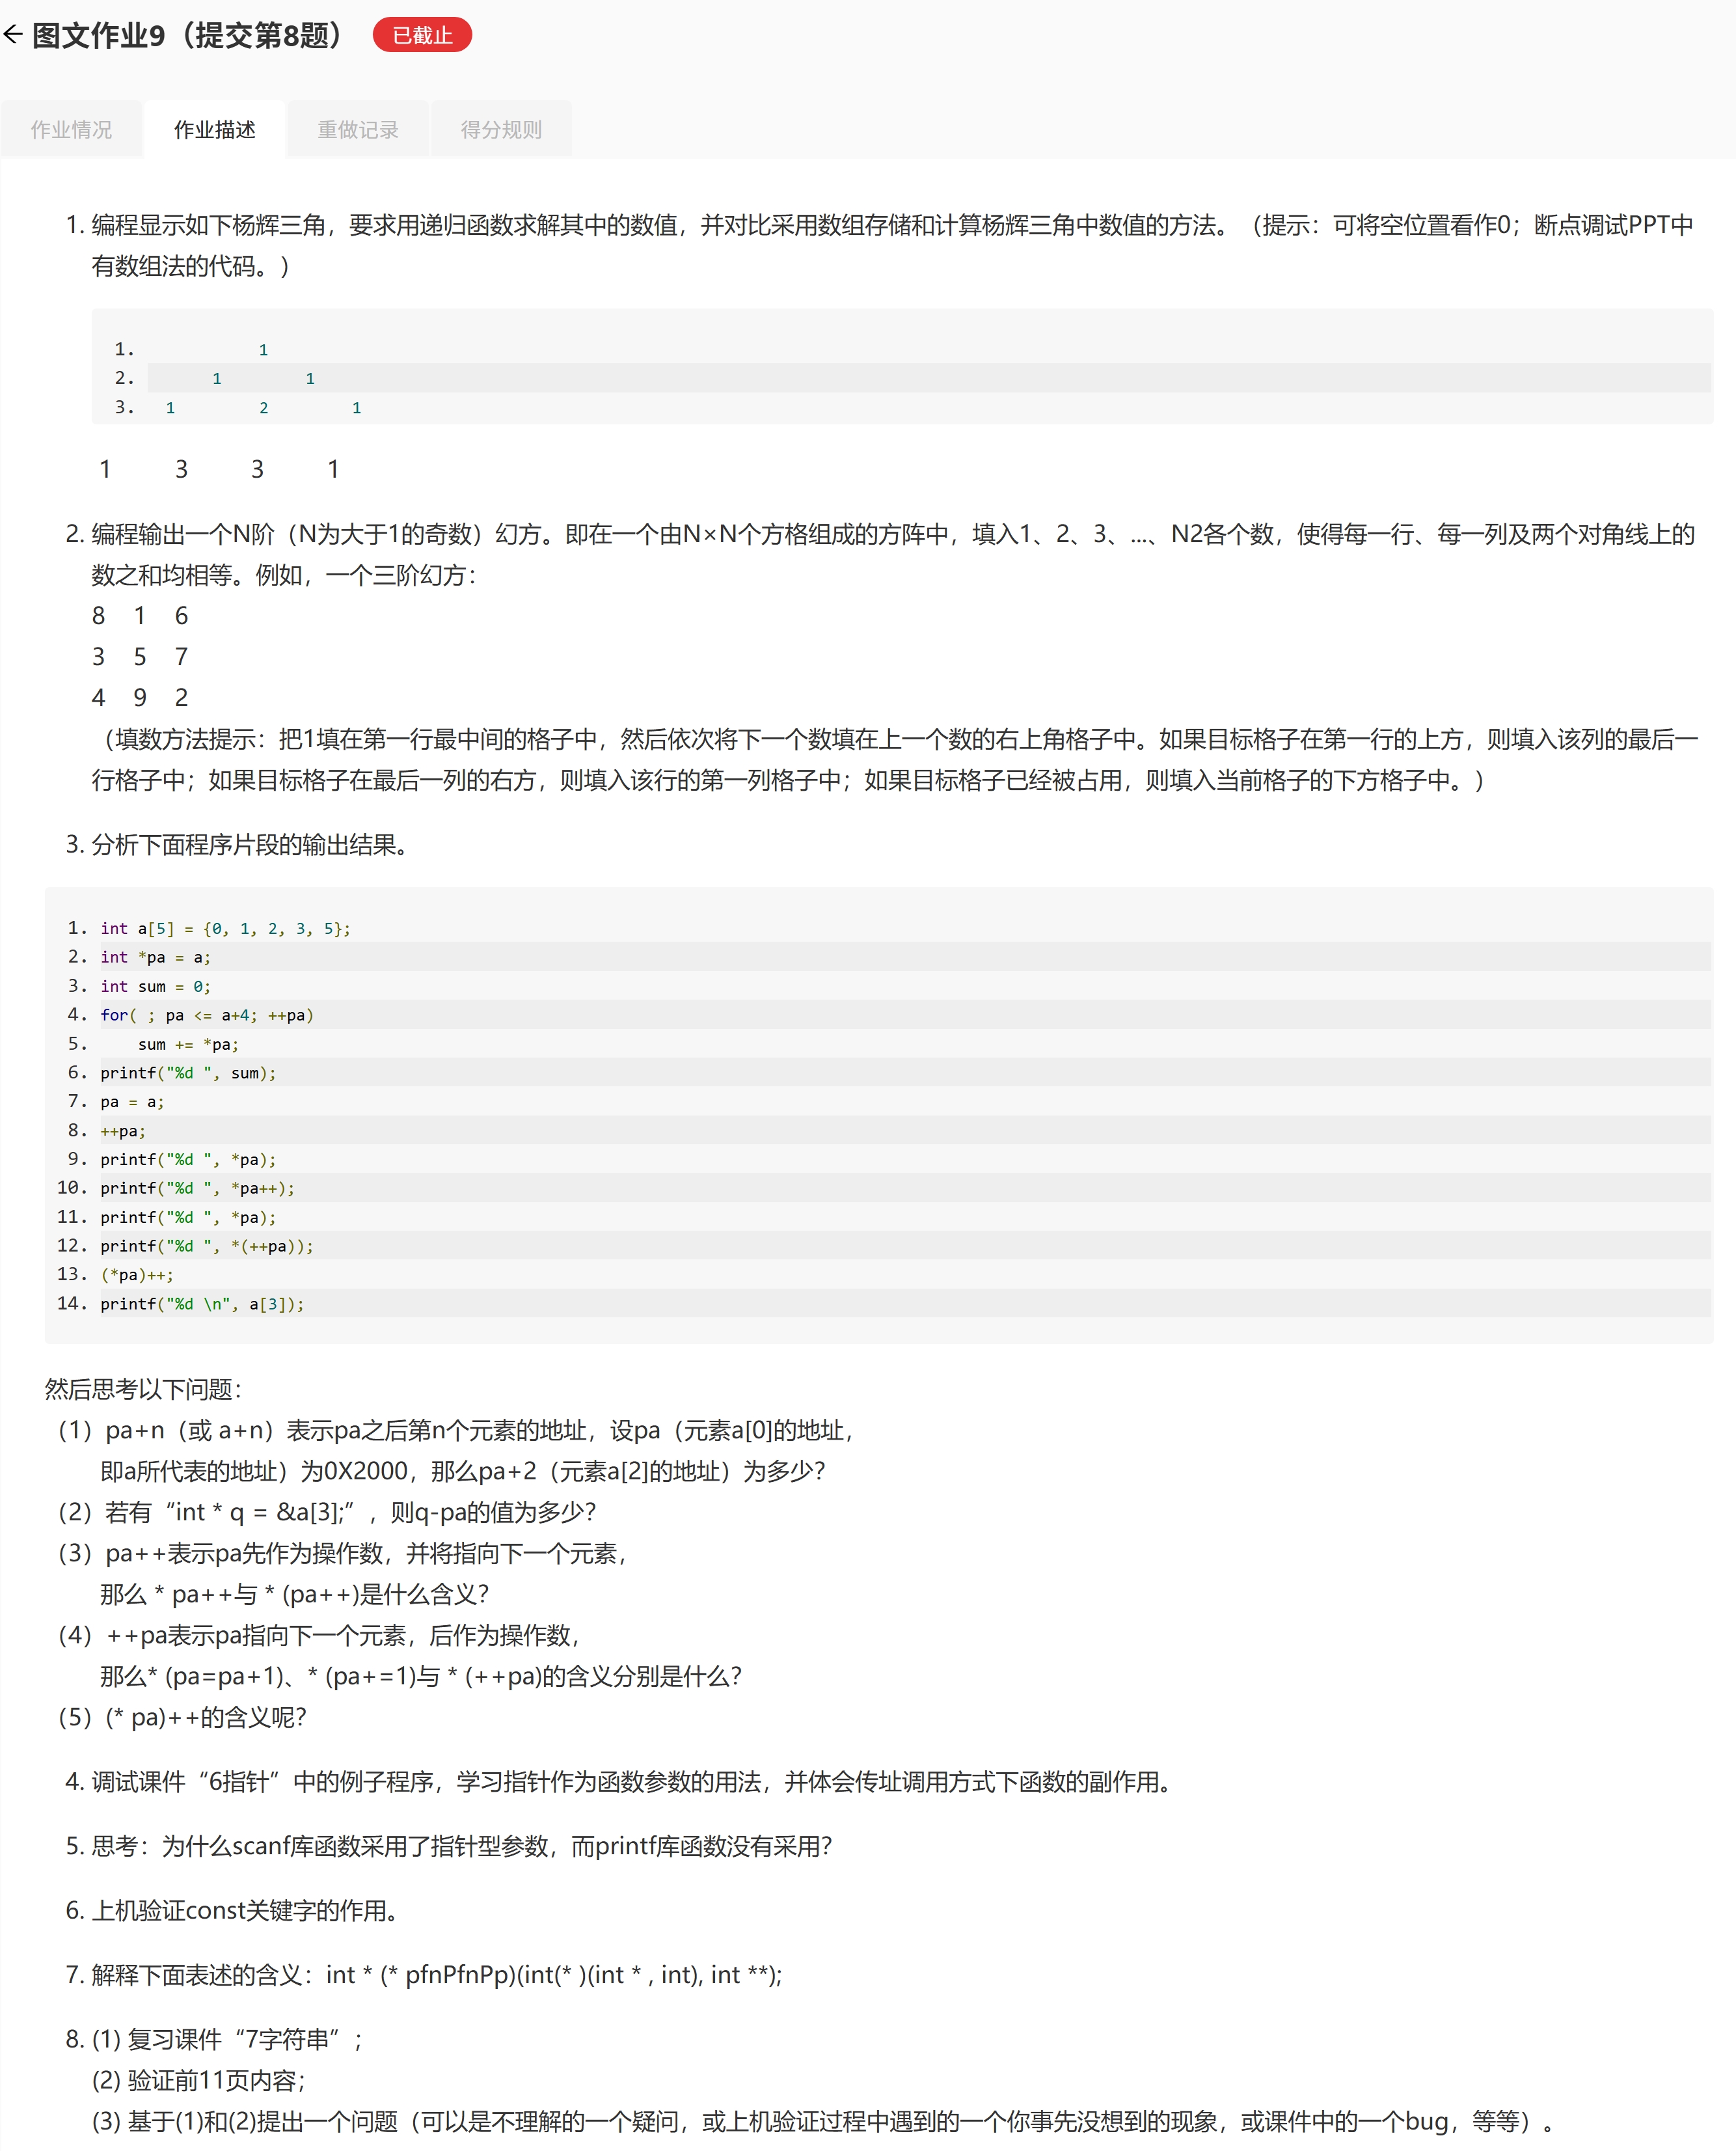 图文作业9（提交第8题） 已截止
作业情况 作业描述 重做记录 得分规则
1. 编程显示如下杨辉三角，要求用递归函数求解其中的数值，并对比采用数组存储和计算杨辉三角中数值的方法。（提示：可将空位置看作0；断点调试PPT中
有数组法的代码。）
1. 1
2. 1 1
3. 1 2 1
1 3 3 1
2. 编程输出一个N阶（N为大于1的奇数）幻方。即在一个由N×N个方格组成的方阵中，填入1、2、3、...、N2各个数，使得每一行、每一列及两个对角线上的
数之和均相等。例如，一个三阶幻方：
8 1 6
3 5 7
4 9 2
（填数方法提示：把1填在第一行最中间的格子中，然后依次将下一个数填在上一个数的右上角格子中。如果目标格子在第一行的上方，则填入该列的最后一
行格子中；如果目标格子在最后一列的右方，则填入该行的第一列格子中；如果目标格子已经被占用，则填入当前格子的下方格子中。）
3. 分析下面程序片段的输出结果。
1. int a[5] = {0, 1, 2, 3, 5};
2. int *pa = a;
3. int sum = 0;
4. for( ; pa <= a+4; ++pa)
5. sum += *pa;
6. printf("%d ", sum);
7. pa = a;
8. ++pa;
9. printf("%d ", *pa);
10. printf("%d ", *pa++);
11. printf("%d ", *pa);
12. printf("%d ", *(++pa));
13. (*pa)++;
14. printf("%d \n", a[3]);
然后思考以下问题：
（1）pa+n（或 a+n）表示pa之后第n个元素的地址，设pa（元素a[0]的地址，
即a所代表的地址）为0X2000，那么pa+2（元素a[2]的地址）为多少？
（2）若有“int * q = &a[3];”，则q-pa的值为多少？
（3）pa++表示pa先作为操作数，并将指向下一个元素，
那么 * pa++与 * (pa++)是什么含义？
（4）++pa表示pa指向下一个元素，后作为操作数，
那么* (pa=pa+1)、* (pa+=1)与 * (++pa)的含义分别是什么？
（5）(* pa)++的含义呢？
4. 调试课件“6指针”中的例子程序，学习指针作为函数参数的用法，并体会传址调用方式下函数的副作用。
5. 思考：为什么scanf库函数采用了指针型参数，而printf库函数没有采用？
6. 上机验证const关键字的作用。
7. 解释下面表述的含义：int * (* pfnPfnPp)(int(* )(int * , int), int **);
8. (1) 复习课件“7字符串”；
(2) 验证前11页内容；
(3) 基于(1)和(2)提出一个问题（可以是不理解的一个疑问，或上机验证过程中遇到的一个你事先没想到的现象，或课件中的一个bug，等等）。